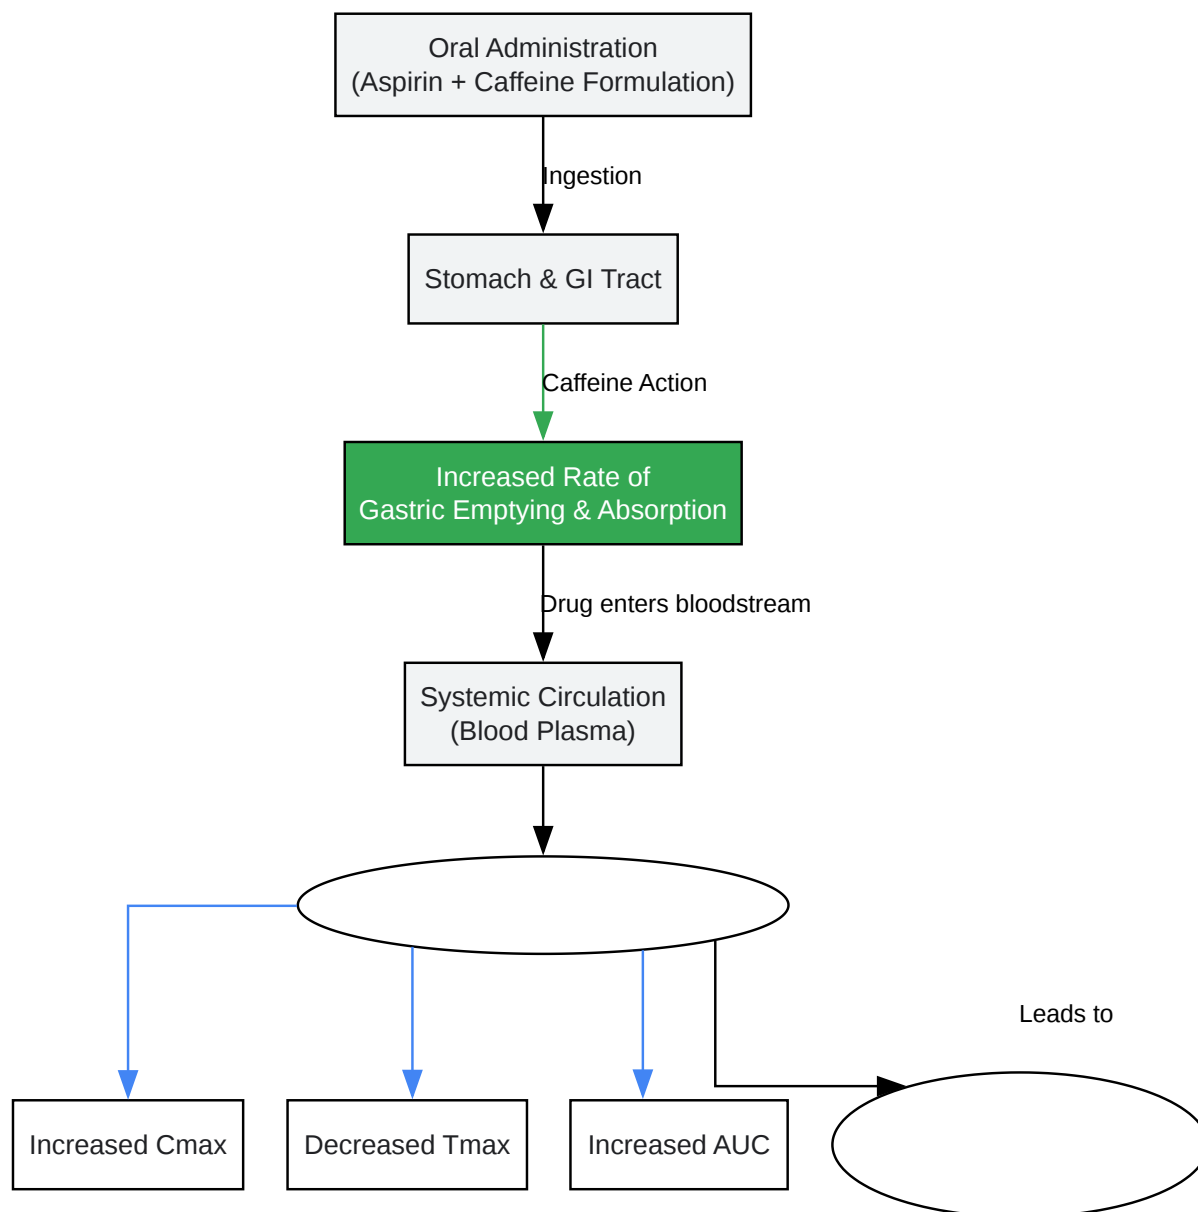 Oral Administration
(Aspirin + Caffeine Formulation)
Ingestion
Stomach & GI Tract
Caffeine Action
Increased Rate of
Gastric Emptying & Absorption
Drug enters bloodstream
Systemic Circulation
(Blood Plasma)
Leads to
Increased Cmax
Decreased Tmax
Increased AUC